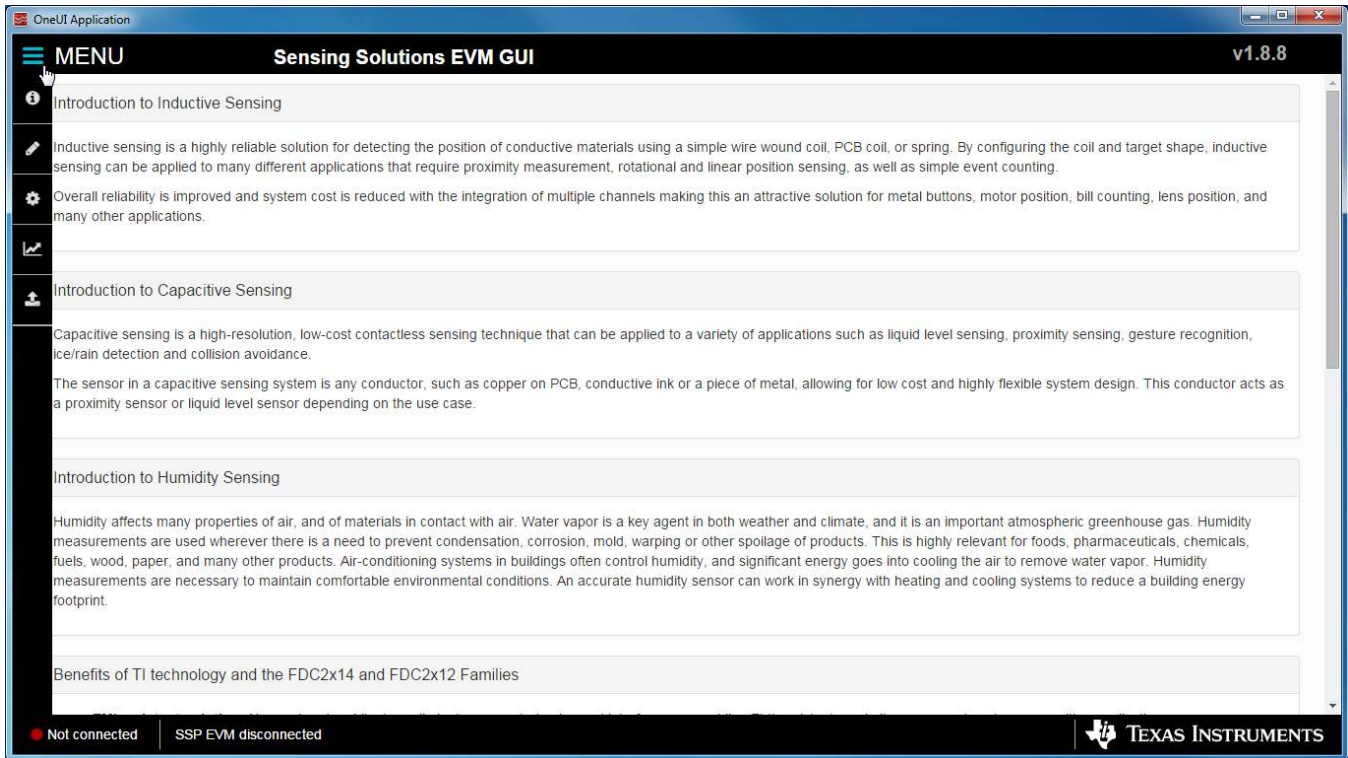 OneUI Application
MENU
Sensing Solutions EVM GUI
v1.8.8
Introduction to Inductive Sensing
Inductive sensing is a highly reliable solution for detecting the position of conductive materials using a simple wire wound coil, PCB coil, or spring. By configuring the coil and target shape, inductive
sensing can be applied to many different applications that require proximity measurement, rotational and linear position sensing, as well as simple event counting.
Overall reliability is improved and system cost is reduced with the integration of multiple channels making this an attractive solution for metal buttons, motor position, bill counting, lens position, and
many other applications.
Introduction to Capacitive Sensing
Capacitive sensing is a high-resolution, low-cost contactless sensing technique that can be applied to a variety of applications such as liquid level sensing, proximity sensing, gesture recognition,
ice/rain detection and collision avoidance.
The sensor in a capacitive sensing system is any conductor, such as copper on PCB, conductive ink or a piece of metal, allowing for low cost and highly flexible system design. This conductor acts as
a proximity sensor or liquid level sensor depending on the use case.
Introduction to Humidity Sensing
Humidity affects many properties of air, and of materials in contact with air. Water vapor is a key agent in both weather and climate, and it is an important atmospheric greenhouse gas. Humidity
measurements are used wherever there is a need to prevent condensation, corrosion, mold, warping or other spoilage of products. This is highly relevant for foods, pharmaceuticals, chemicals,
fuels, wood, paper, and many other products. Air-conditioning systems in buildings often control humidity, and significant energy goes into cooling the air to remove water vapor. Humidity
measurements are necessary to maintain comfortable environmental conditions. An accurate humidity sensor can work in synergy with heating and cooling systems to reduce a building energy
footprint.
Benefits of TI technology and the FDC2x14 and FDC2x12 Families
Not connected
SSP EVM disconnected
TEXAS INSTRUMENTS